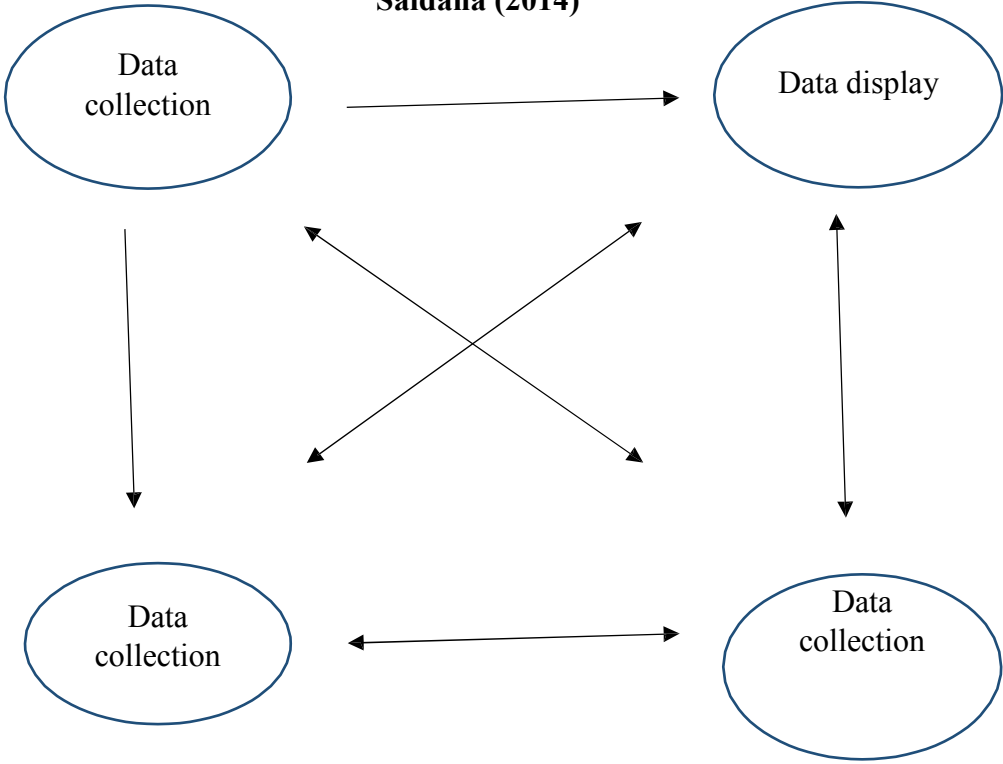 Saldana (2014)
Data
collection
Data display
Data
collection
Data
collection